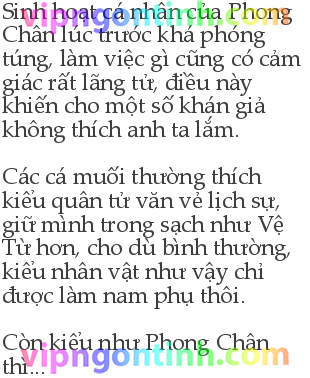 Sinh hoạt cá nhân của Phong
Chân lúc trước khá phóng
túng, làm việc gì cũng có cảm
giác rất lãng tử, điều này
khiến cho một số khán giả
không thích anh ta lắm.
Các cá muối thường thích
kiểu quân tử văn vẻ lịch sự,
giữ mình trong sạch như Vệ
Từ hơn, cho dù bình thường,
kiểu nhân vật như vậy chỉ
được làm nam phụ thôi.
Còn kiểu như Phong Chân
thì...
vipngontinh.com
vipngontinh.com
vipngontinh.com